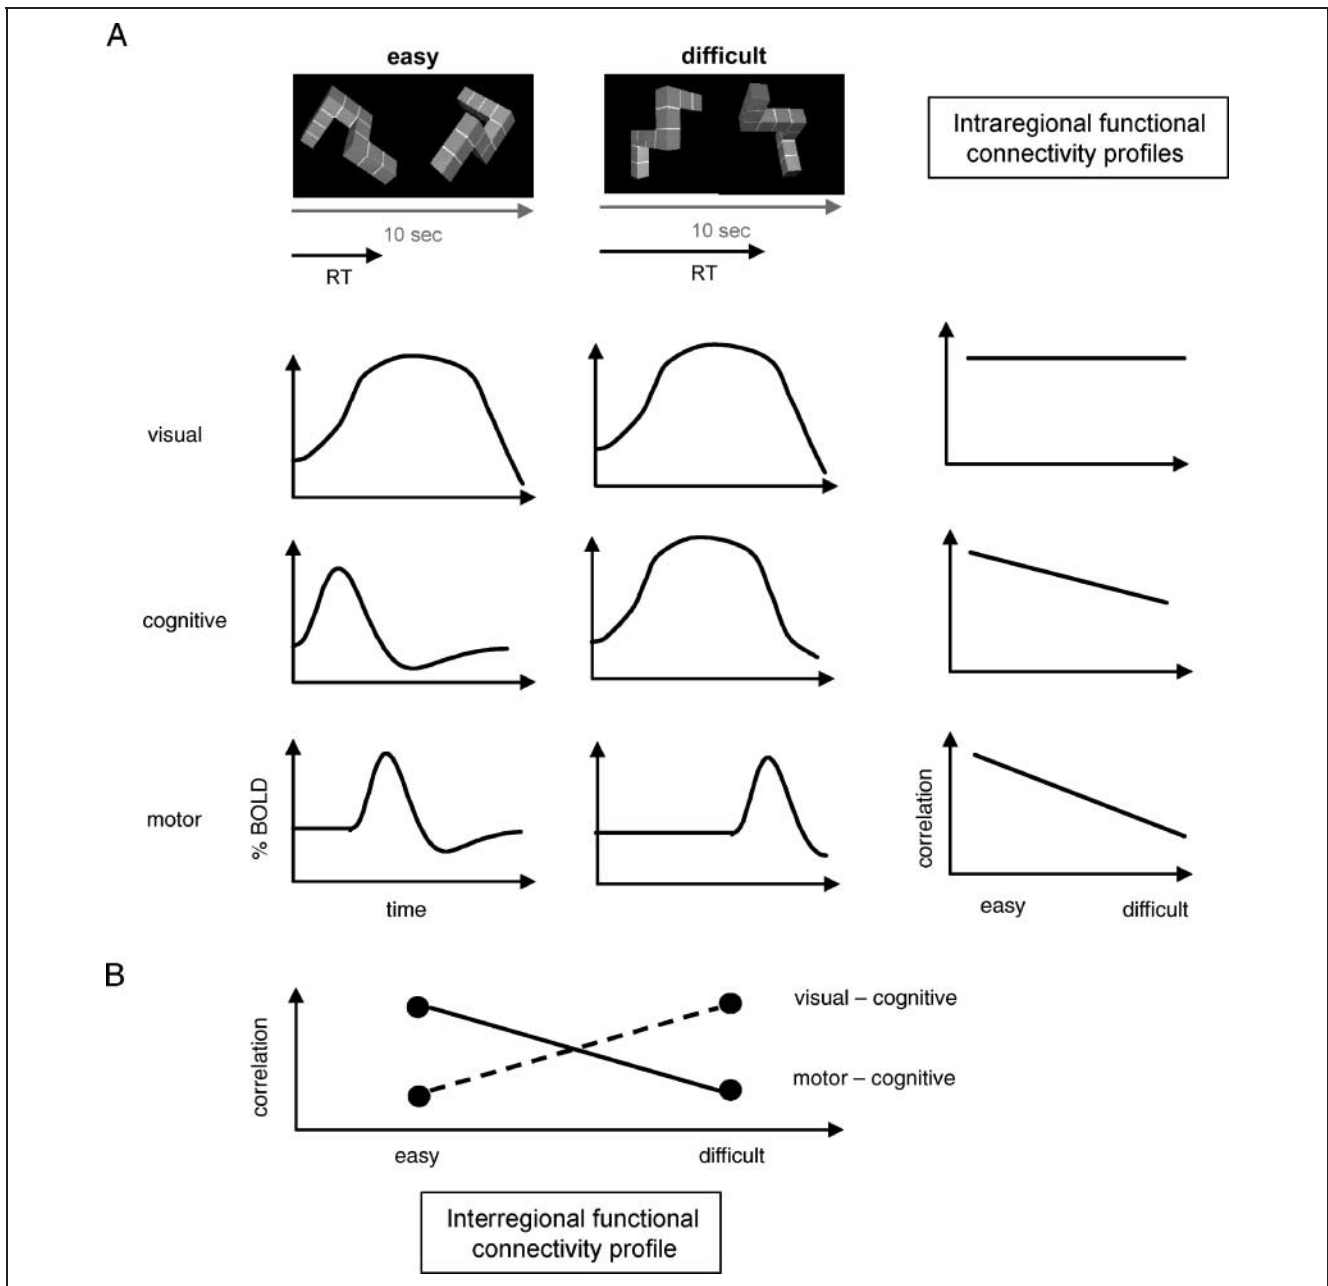 A
easy
difficult
Intraregional functional
connectivity profiles
10 sec
RT
10 sec
RT
visual
cognitive
motor
% BOLD
time
correlation
easy
difficult
B
correlation
visual – cognitive
motor – cognitive
easy
difficult
Interregional functional
connectivity profile